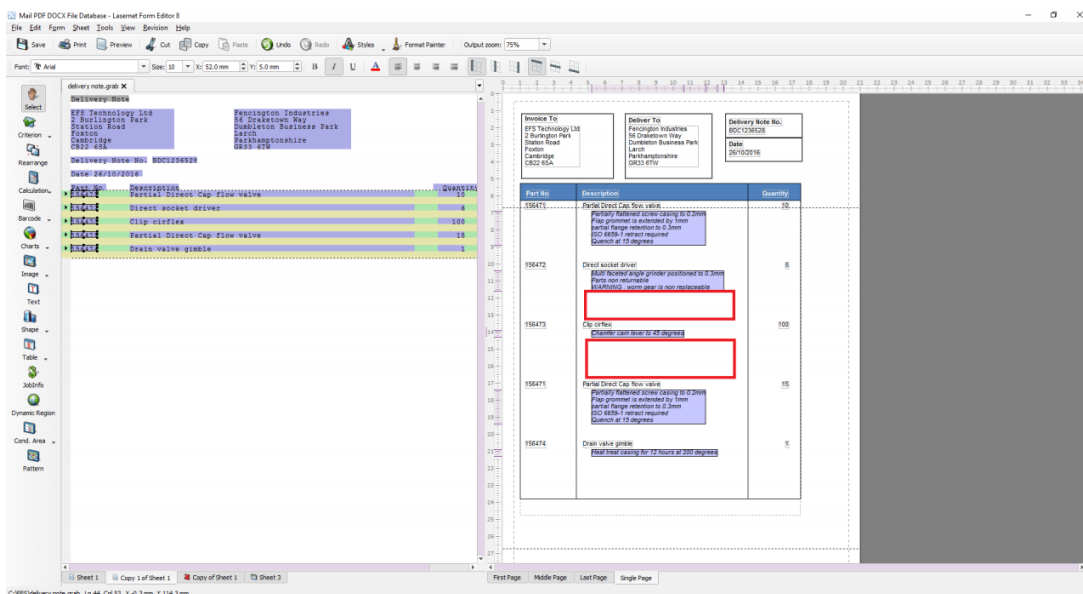 Mail PDF DOCX File Database - Lasernet Form Editor 8
File Edit Form Sheet Tools View Revision Help
Save Print Preview Cut Copy Paste Undo Redo Styles Format Painter Output zoom: 75%
Font: Arial Size: 10 X: 52.0 mm Y: 5.0 mm B I U A
delivery note.grab X
Select
Criterion
Rearrange
Calculation
Barcode
Charts
Image
Text
Shape
Table
JobInfo
Dynamic Region
Cond. Area
Pattern
Delivery Note
EFS Technology Ltd Fencington Industries
2 Burlington Park 56 Draketown Way
Station Road Dumbleton Business Park
Foxton Larch
Cambridge Parkhamptonshire
CB22 6SA GR33 6TW
Delivery Note No. BDC1236528
Date 26/10/2016
Part No Description Quantity
Partial Direct Cap flow valve 10
Direct socket driver 6
Clip cirflex 100
Partial Direct Cap flow valve 15
Drain valve gimble 1
Invoice To
EFS Technology Ltd
2 Burlington Park
Station Road
Foxton
Cambridge
CB22 6SA
Deliver To
Fencington Industries
56 Draketown Way
Dumbleton Business Park
Larch
Parkhamptonshire
GR33 6TW
Delivery Note No.
BDC1236528
Date
26/10/2016
Part No Description Quantity
156471 Partial Direct Cap flow valve 10
Partially flattened screw casing to 0.2mm
Flap grommet is extended by 1mm
partial flange retention to 0.3mm
ISO 6659-1 retract required
Quench at 15 degrees
156472 Direct socket driver 6
Multi faceted angle grinder positioned to 0.3mm
Parts non returnable
WARNING : worm gear is non replaceable
156473 Clip cirflex 100
Chamfer cam lever to 45 degrees
156471 Partial Direct Cap flow valve 15
Partially flattened screw casing to 0.2mm
Flap grommet is extended by 1mm
partial flange retention to 0.3mm
ISO 6659-1 retract required
Quench at 15 degrees
156474 Drain valve gimble 1
Heat treat casing for 12 hours at 200 degrees
Sheet 1 Copy 1 of Sheet 1 Copy of Sheet 1 Sheet 3
First Page Middle Page Last Page Single Page